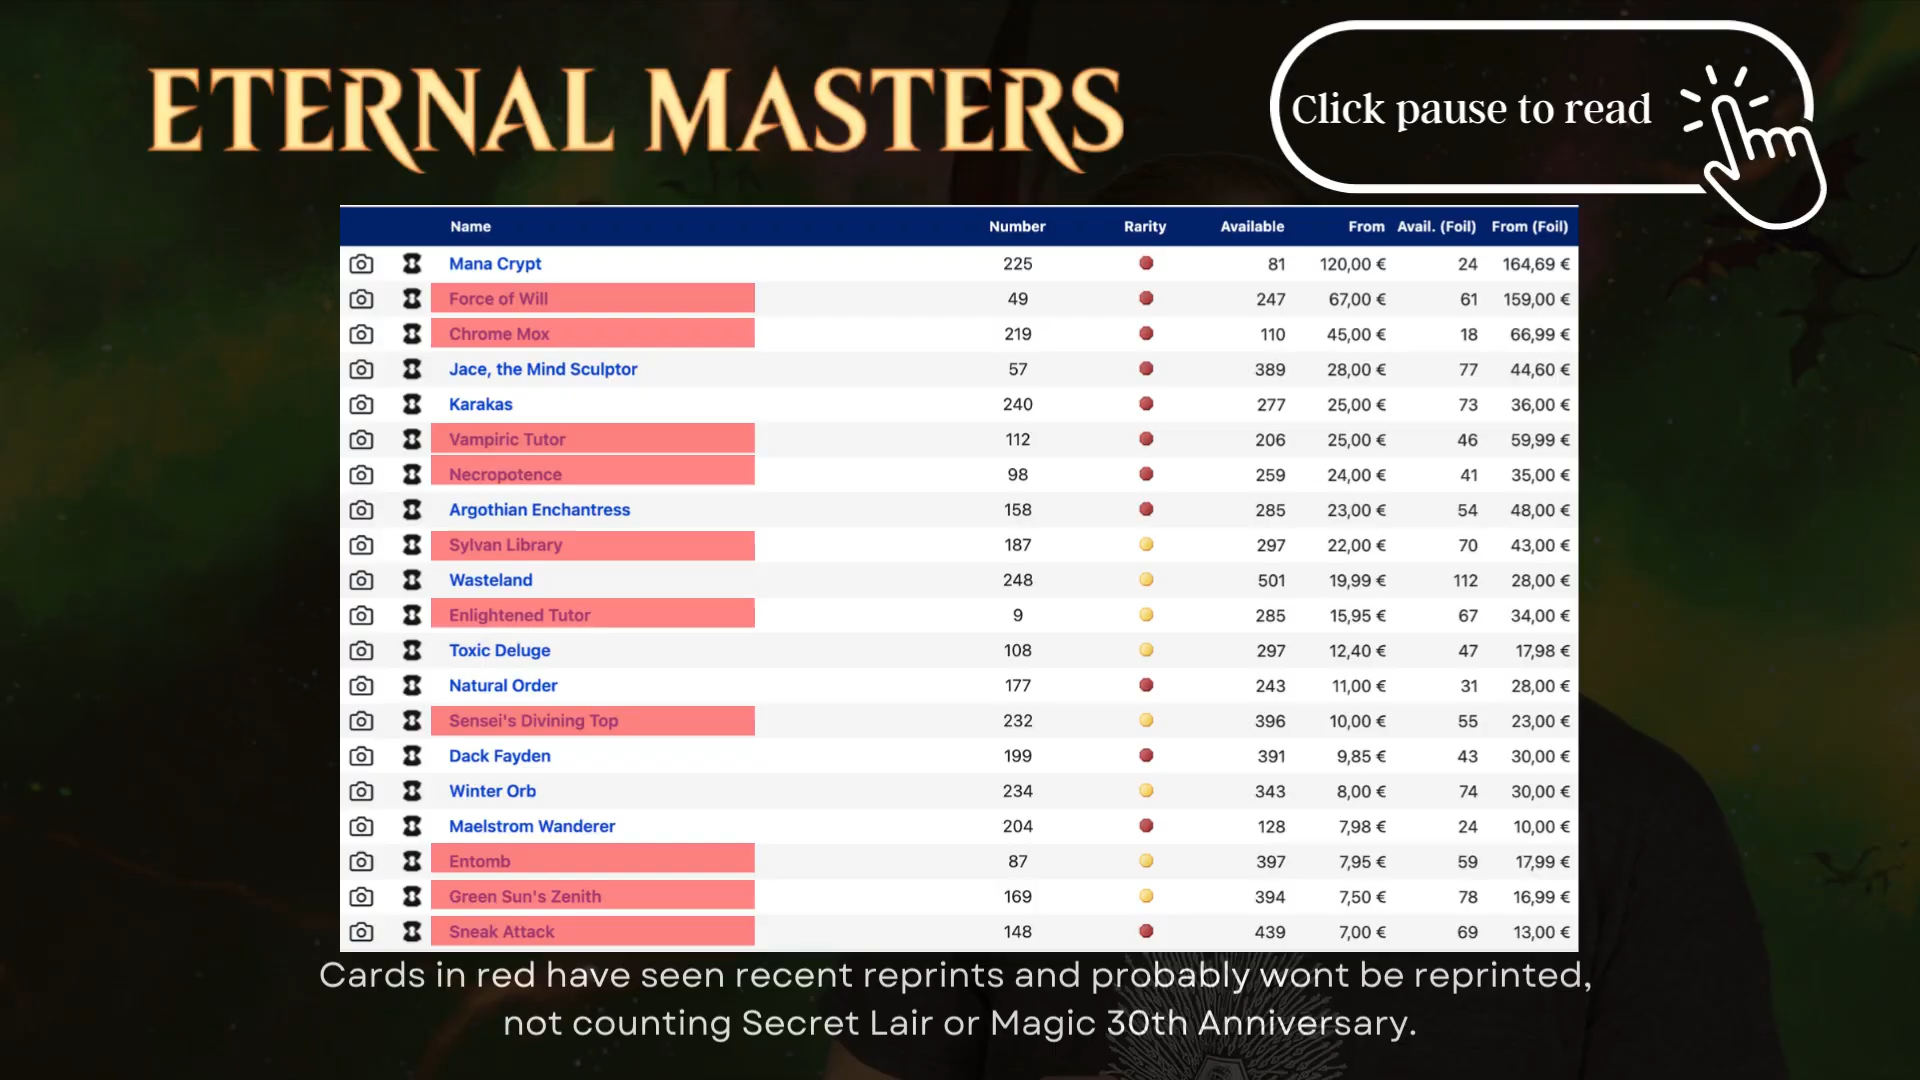 ETERNAL MASTERS
Click pause to read
Name Number Rarity Available From Avail. (Foil) From (Foil)
Mana Crypt 225 81 120,00 € 24 164,69 €
Force of Will 49 247 67,00 € 61 159,00 €
Chrome Mox 219 110 45,00 € 18 66,99 €
Jace, the Mind Sculptor 57 389 28,00 € 77 44,60 €
Karakas 240 277 25,00 € 73 36,00 €
Vampiric Tutor 112 206 25,00 € 46 59,99 €
Necropotence 98 259 24,00 € 41 35,00 €
Argothian Enchantress 158 285 23,00 € 54 48,00 €
Sylvan Library 187 297 22,00 € 70 43,00 €
Wasteland 248 501 19,99 € 112 28,00 €
Enlightened Tutor 9 285 15,95 € 67 34,00 €
Toxic Deluge 108 297 12,40 € 47 17,98 €
Natural Order 177 243 11,00 € 31 28,00 €
Sensei's Divining Top 232 396 10,00 € 55 23,00 €
Dack Fayden 199 391 9,85 € 43 30,00 €
Winter Orb 234 343 8,00 € 74 30,00 €
Maelstrom Wanderer 204 128 7,98 € 24 10,00 €
Entomb 87 397 7,95 € 59 17,99 €
Green Sun's Zenith 169 394 7,50 € 78 16,99 €
Sneak Attack 148 439 7,00 € 69 13,00 €
Cards in red have seen recent reprints and probably wont be reprinted,
not counting Secret Lair or Magic 30th Anniversary.